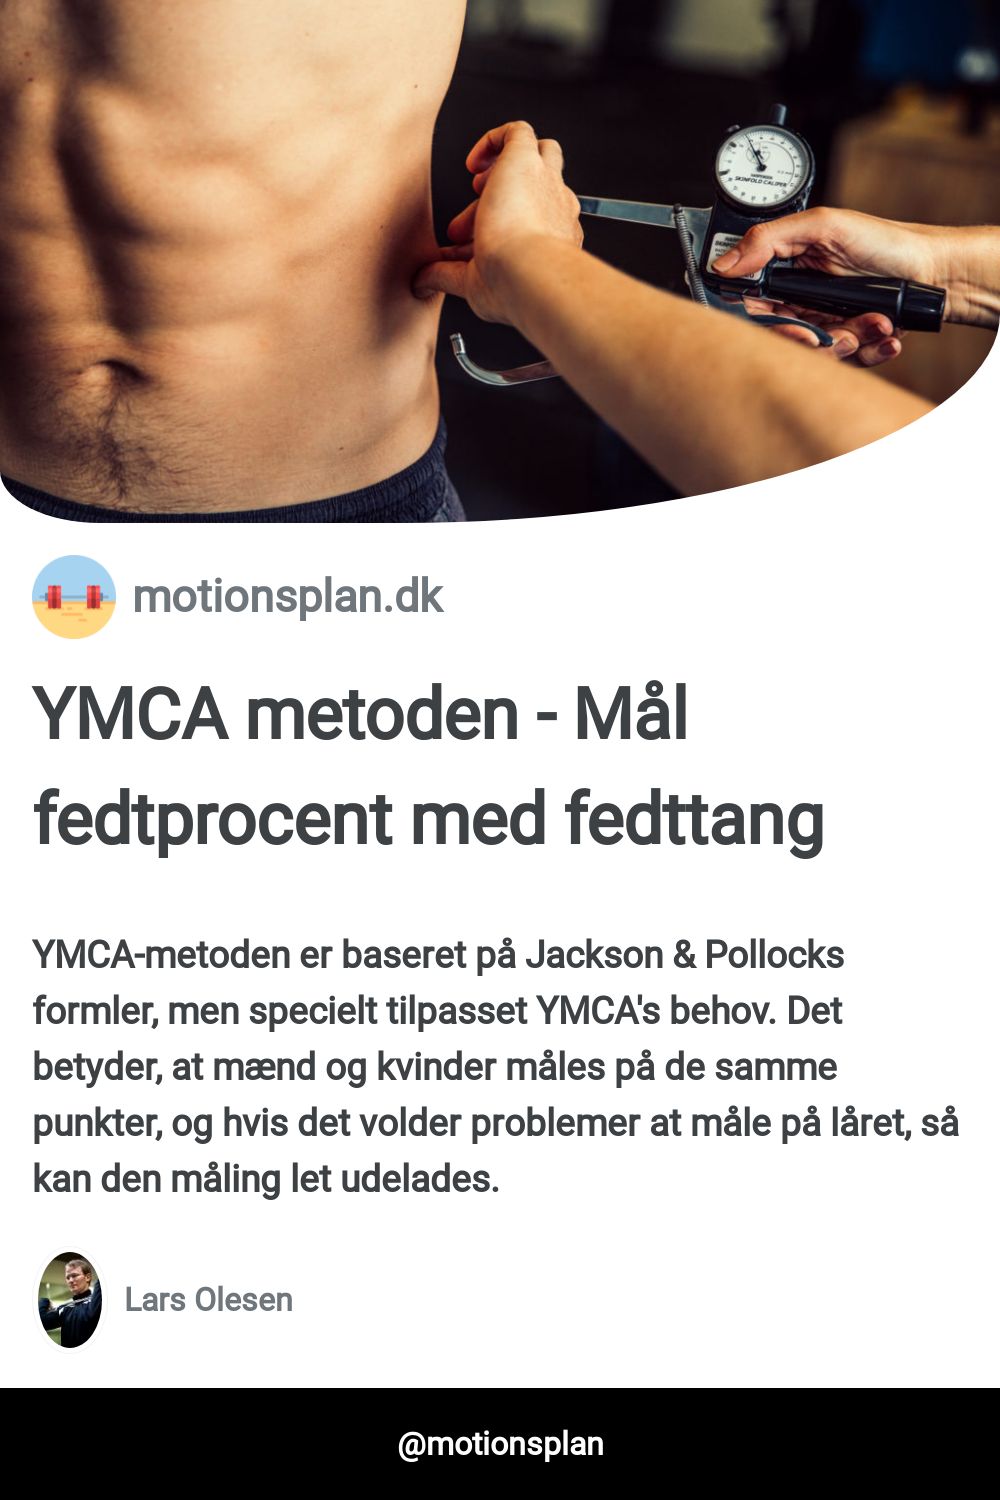 HARPENDEN
SKINFOLD CALIPER
motionsplan.dk
YMCA metoden - Mål
fedtprocent med fedttang
YMCA-metoden er baseret på Jackson & Pollocks
formler, men specielt tilpasset YMCA's behov. Det
betyder, at mænd og kvinder måles på de samme
punkter, og hvis det volder problemer at måle på låret, så
kan den måling let udelades.
Lars Olesen
@motionsplan